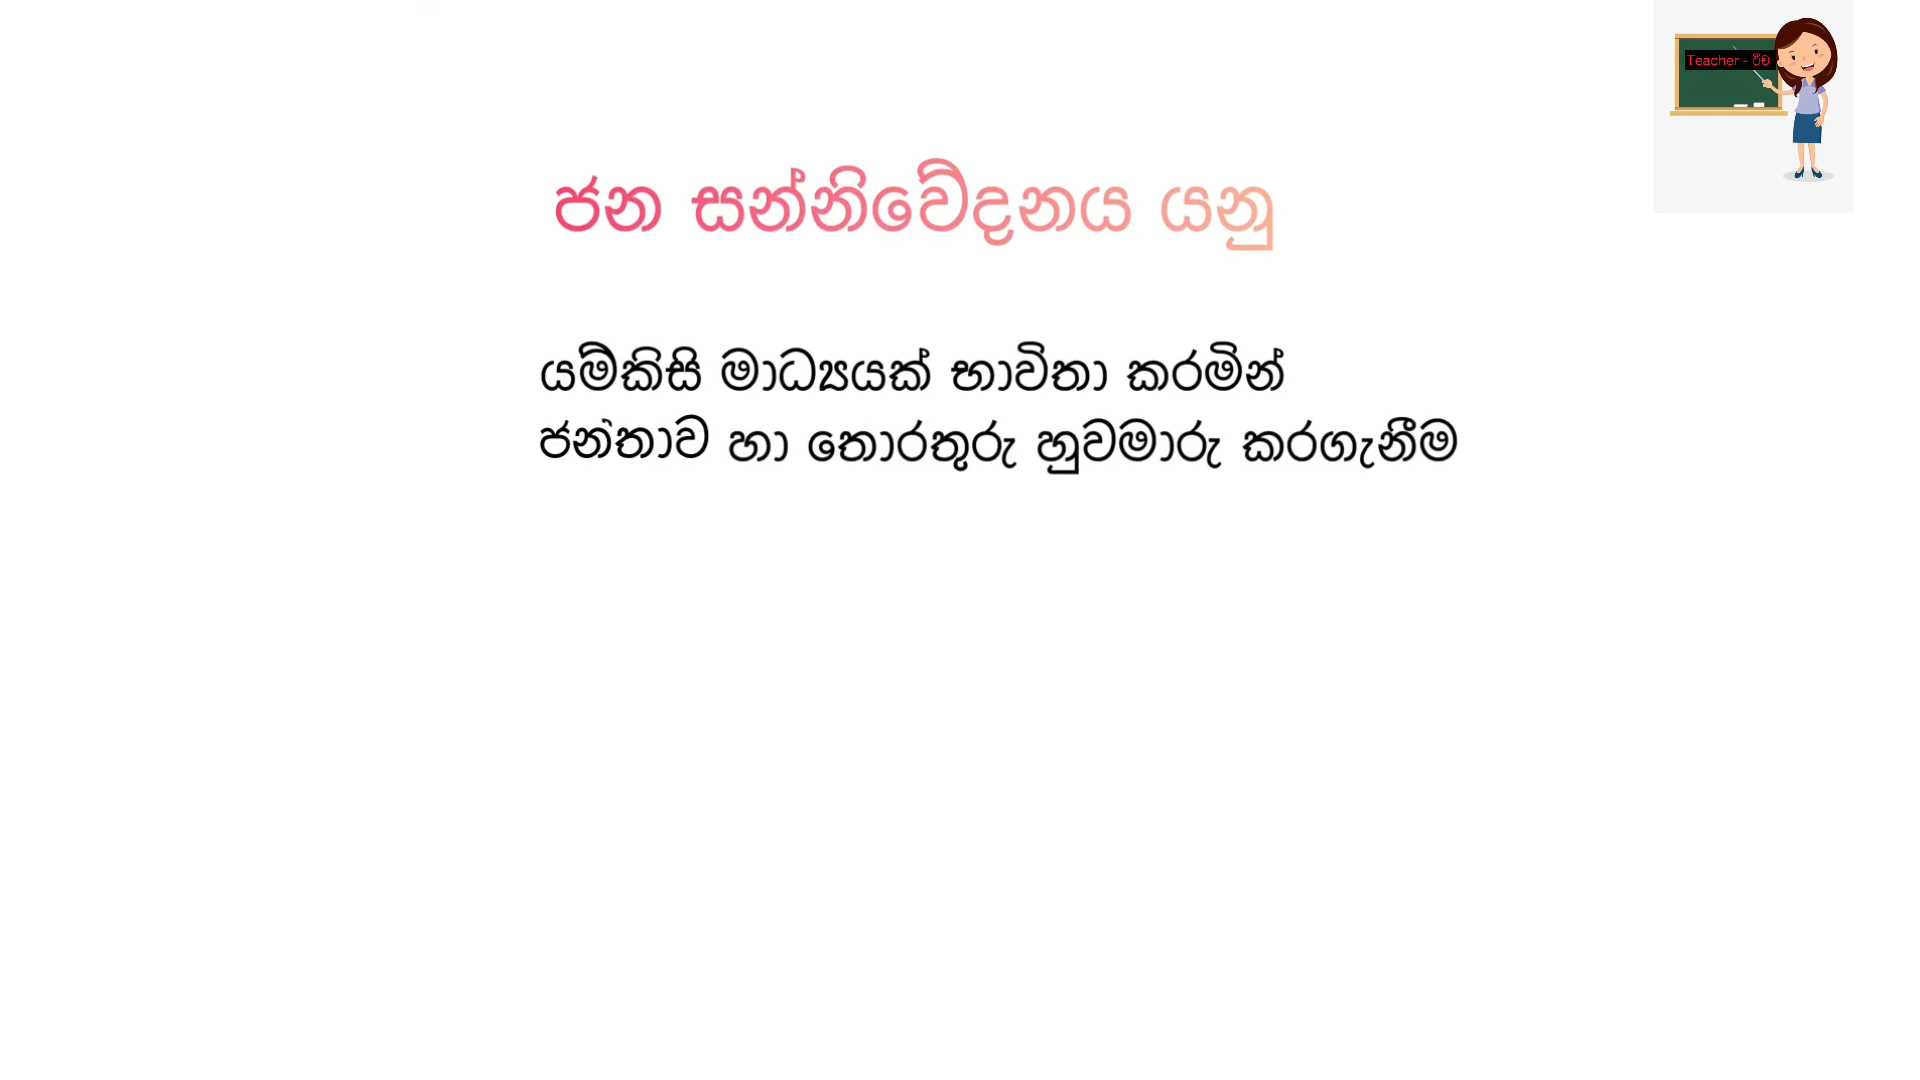 Teacher - රීච
ජන සන්නිවේදනය යනු
යම්කිසි මාධ්‍යයක් භාවිතා කරමින්
ජනතාව හා තොරතුරු හුවමාරු කරගැනීම